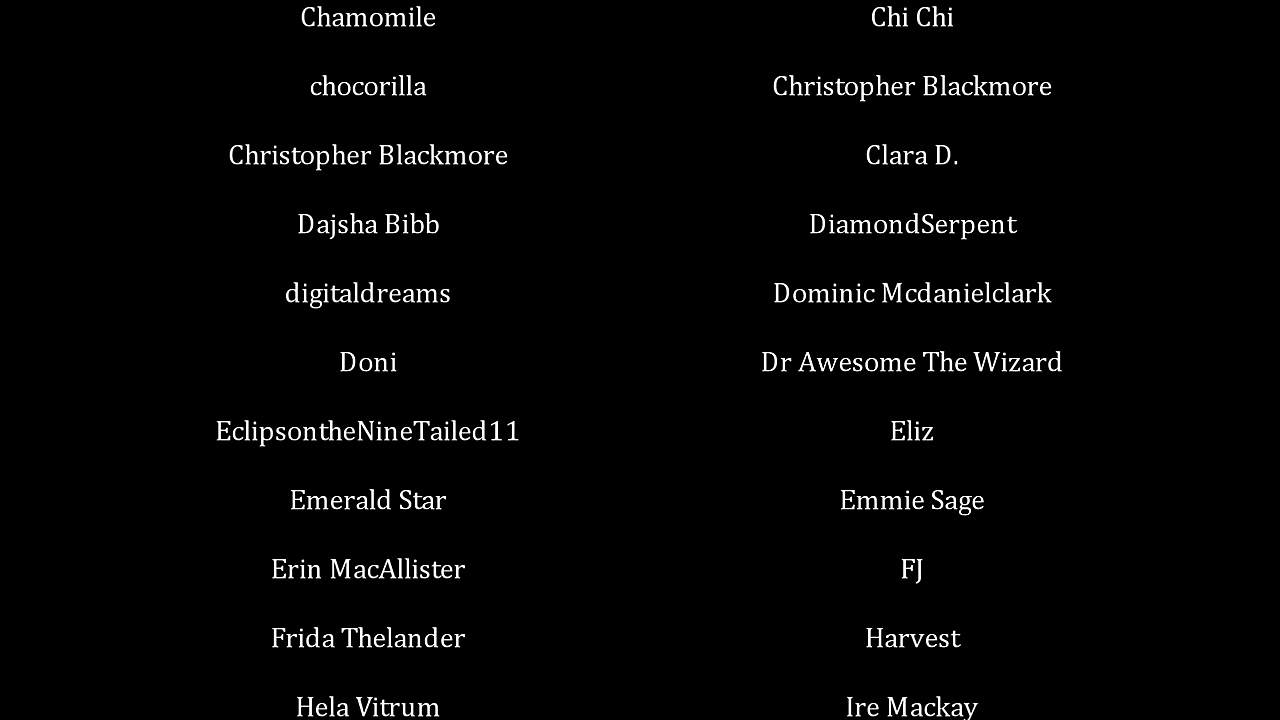 Chamomile Chi Chi
chocorilla Christopher Blackmore
Christopher Blackmore Clara D.
Dajsha Bibb DiamondSerpent
digitaldreams Dominic Mcdanielclark
Doni Dr Awesome The Wizard
EclipsontheNineTailed11 Eliz
Emerald Star Emmie Sage
Erin MacAllister FJ
Frida Thelander Harvest
Hela Vitrum Ire Mackay